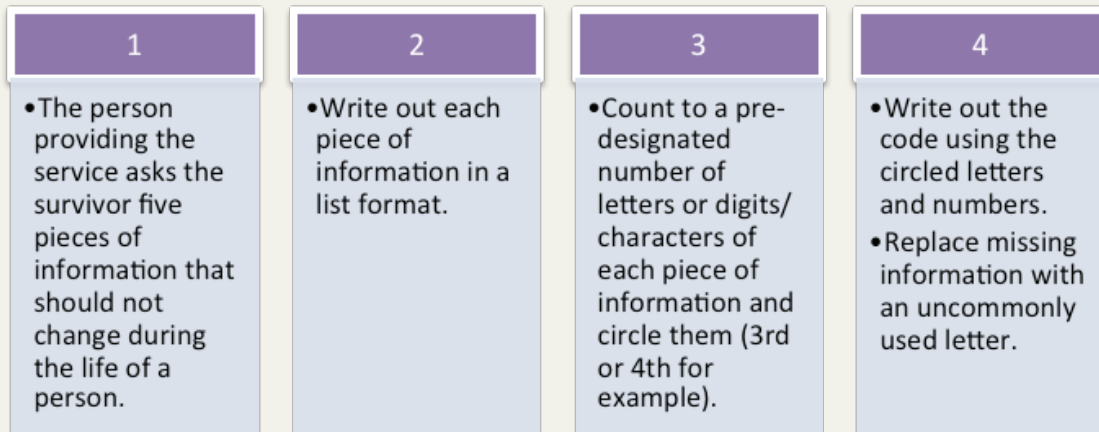 1
•The person
providing the
service asks the
survivor five
pieces of
information that
should not
change during
the life of a
person.
2
•Write out each
piece of
information in a
list format.
3
•Count to a pre-
designated
number of
letters or digits/
characters of
each piece of
information and
circle them (3rd
or 4th for
example).
4
•Write out the
code using the
circled letters
and numbers.
•Replace missing
information with
an uncommonly
used letter.